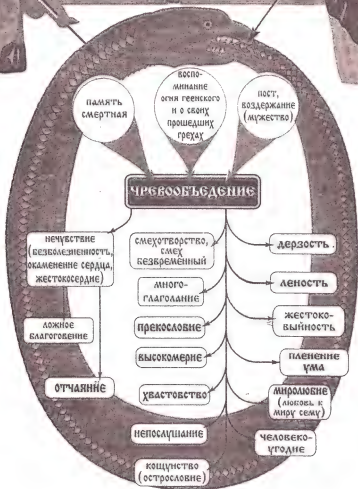 память
смертная
воспо-
минание
огня геенского
и о своих
прошедших
грехах
пост,
воздержание
(мужество)
ЧРЕВООБЪЕДЕНИЕ
нечувствие
(безболезненность,
окаменение сердца,
жестокосердие)
ложное
благоговение
отчаяние
смехотворство,
смех
безвременный
много-
глаголание
прекословие
высокомерие
хвастовство
непослушание
кощунство
(острословие)
дерзость
леность
жестоко-
выйность
пленение
ума
миролюбие
(любовь к
миру сему)
человеко-
угодие